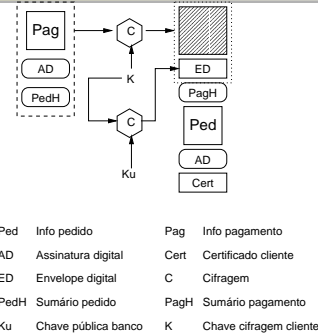 Pag
C
AD
ED
PedH
K
PagH
Ped
C
AD
Ku
Cert
Ped Info pedido Pag Info pagamento
AD Assinatura digital Cert Certificado cliente
ED Envelope digital C Cifragem
PedH Sumário pedido PagH Sumário pagamento
Ku Chave pública banco K Chave cifragem cliente